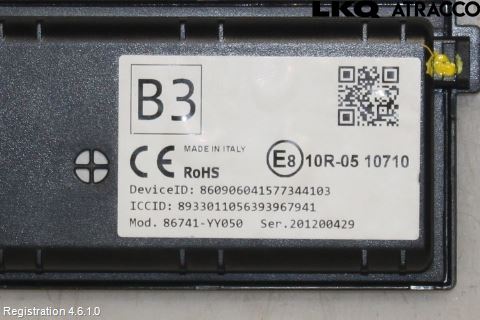 LKQ ATRACCO
B3
CE MADE IN ITALY
RoHS
E8 10R-05 10710
DeviceID: 860906041577344103
ICCID: 8933011056393967941
Mod. 86741-YY050 Ser.201200429
Registration 4.6.1.0